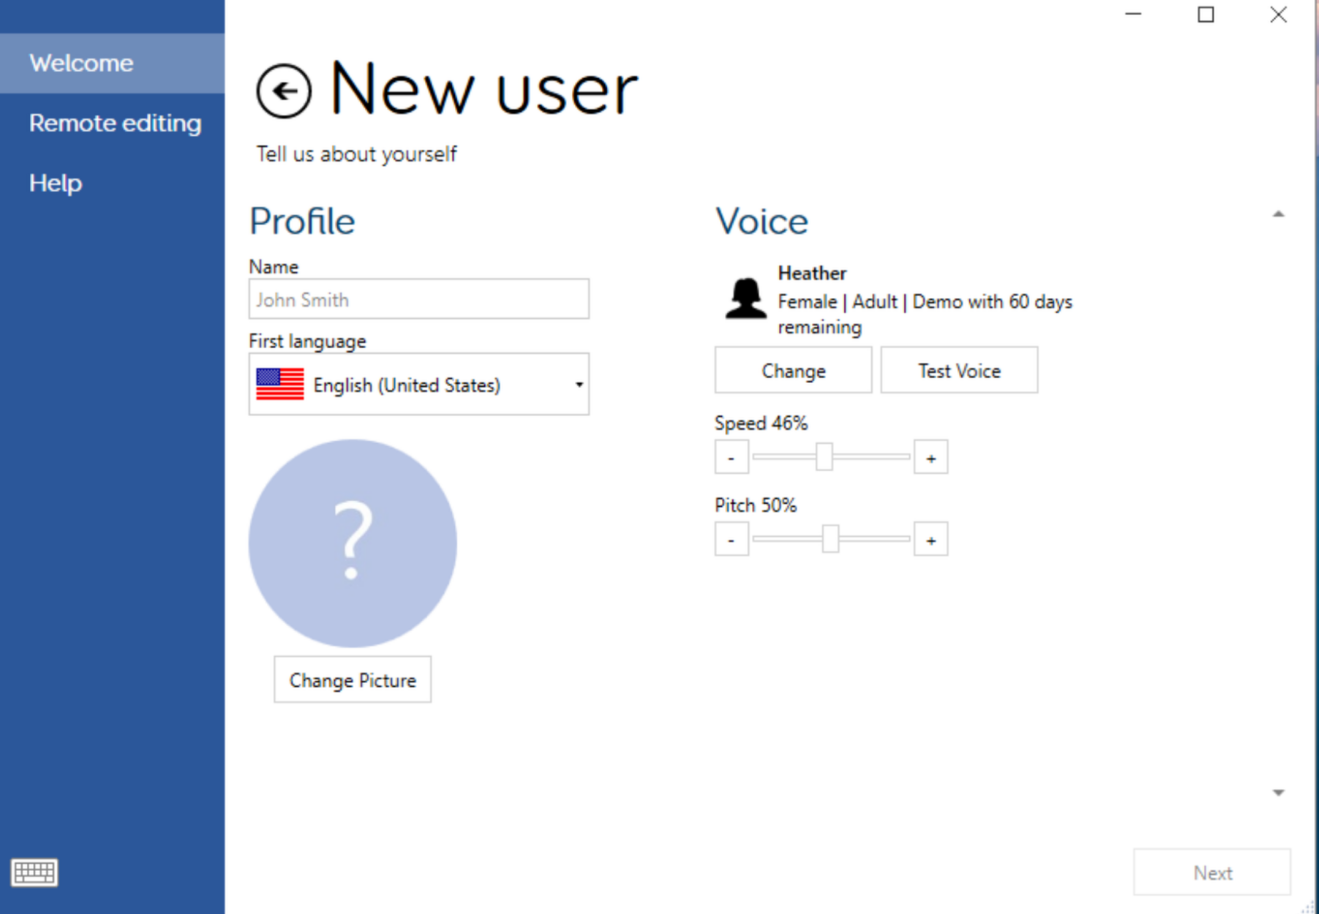 Welcome
Remote editing
Help
New user
Tell us about yourself
Profile
Name
John Smith
First language
English (United States)
?
Change Picture
Voice
Heather
Female | Adult | Demo with 60 days
remaining
Change
Test Voice
Speed 46%
- +
Pitch 50%
- +
Next